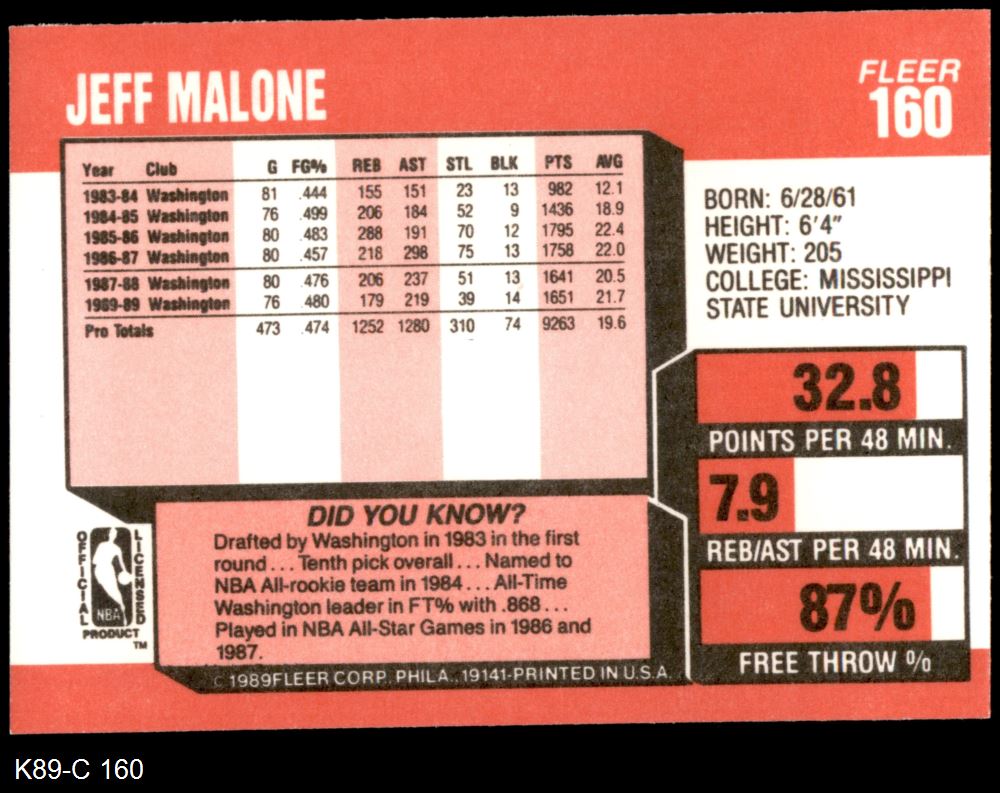 JEFF MALONE
FLEER
160
Year Club G FG% REB AST STL BLK PTS AVG
1983-84 Washington 81 .444 155 151 23 13 982 12.1
1984-85 Washington 76 .499 206 184 52 9 1436 18.9
1985-86 Washington 80 .483 288 191 70 12 1795 22.4
1986-87 Washington 80 .457 218 298 75 13 1758 22.0
1987-88 Washington 80 .476 206 237 51 13 1641 20.5
1989-89 Washington 76 .480 179 219 39 14 1651 21.7
Pro Totals 473 .474 1252 1280 310 74 9263 19.6
BORN: 6/28/61
HEIGHT: 6'4"
WEIGHT: 205
COLLEGE: MISSISSIPPI
STATE UNIVERSITY
32.8
POINTS PER 48 MIN.
7.9
REB/AST PER 48 MIN.
87%
FREE THROW %
DID YOU KNOW?
Drafted by Washington in 1983 in the first
round... Tenth pick overall... Named to
NBA All-rookie team in 1984... All-Time
Washington leader in FT% with .868...
Played in NBA All-Star Games in 1986 and
1987.
OFFICIAL
LICENSED
NBA
PRODUCT
TM
© 1989 FLEER CORP. PHILA., 19141-PRINTED IN U.S.A.
K89-C 160